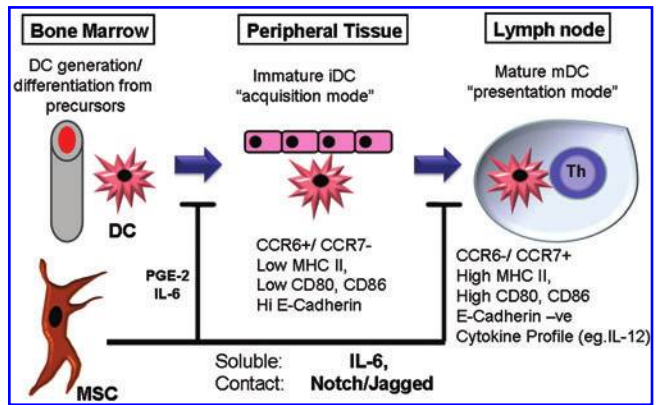 Bone Marrow
DC generation/
differentiation from
precursors
DC
PGE-2
IL-6
MSC
Peripheral Tissue
Immature iDC
"acquisition mode"
CCR6+/ CCR7-
Low MHC II,
Low CD80, CD86
Hi E-Cadherin
Soluble: IL-6,
Contact: Notch/Jagged
Lymph node
Mature mDC
"presentation mode"
Th
CCR6-/ CCR7+
High MHC II,
High CD80, CD86
E-Cadherin –ve
Cytokine Profile (eg.IL-12)